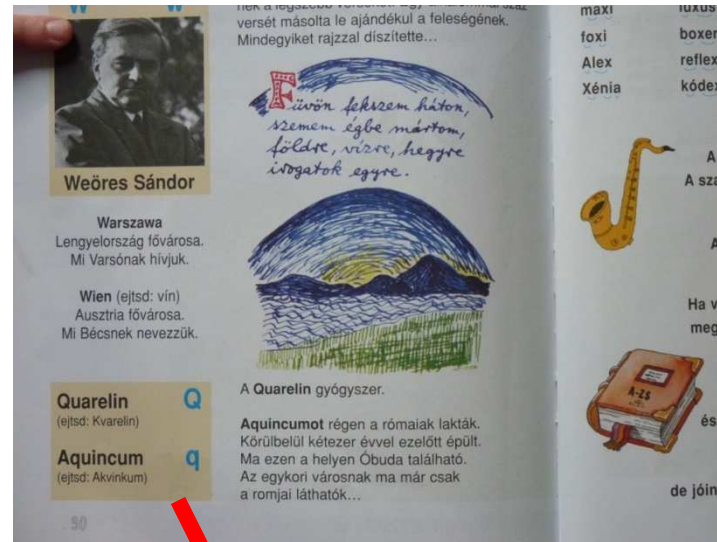 W w
Weöres Sándor
Warszawa
Lengyelország fővárosa.
Mi Varsónak hívjuk.
Wien (ejtsd: vín)
Ausztria fővárosa.
Mi Bécsnek nevezzük.
Quarelin Q
(ejtsd: Kvarelin)
Aquincum q
(ejtsd: Akvinkum)
50
versét másolta le ajándékul a feleségének.
Mindegyiket rajzzal díszítette...
Füvön fekszem háton,
szemem égbe mártom,
földre, vízre, hegyre
irogatok egyre.
A Quarelin gyógyszer.
Aquincumot régen a rómaiak lakták.
Körülbelül kétezer évvel ezelőtt épült.
Ma ezen a helyen Óbuda található.
Az egykori városnak ma már csak
a romjai láthatók...
maxi luxus
foxi boxer
Alex reflex
Xénia kódex
A
A sza
A
Ha v
meg
A-ZS
és
de jóin